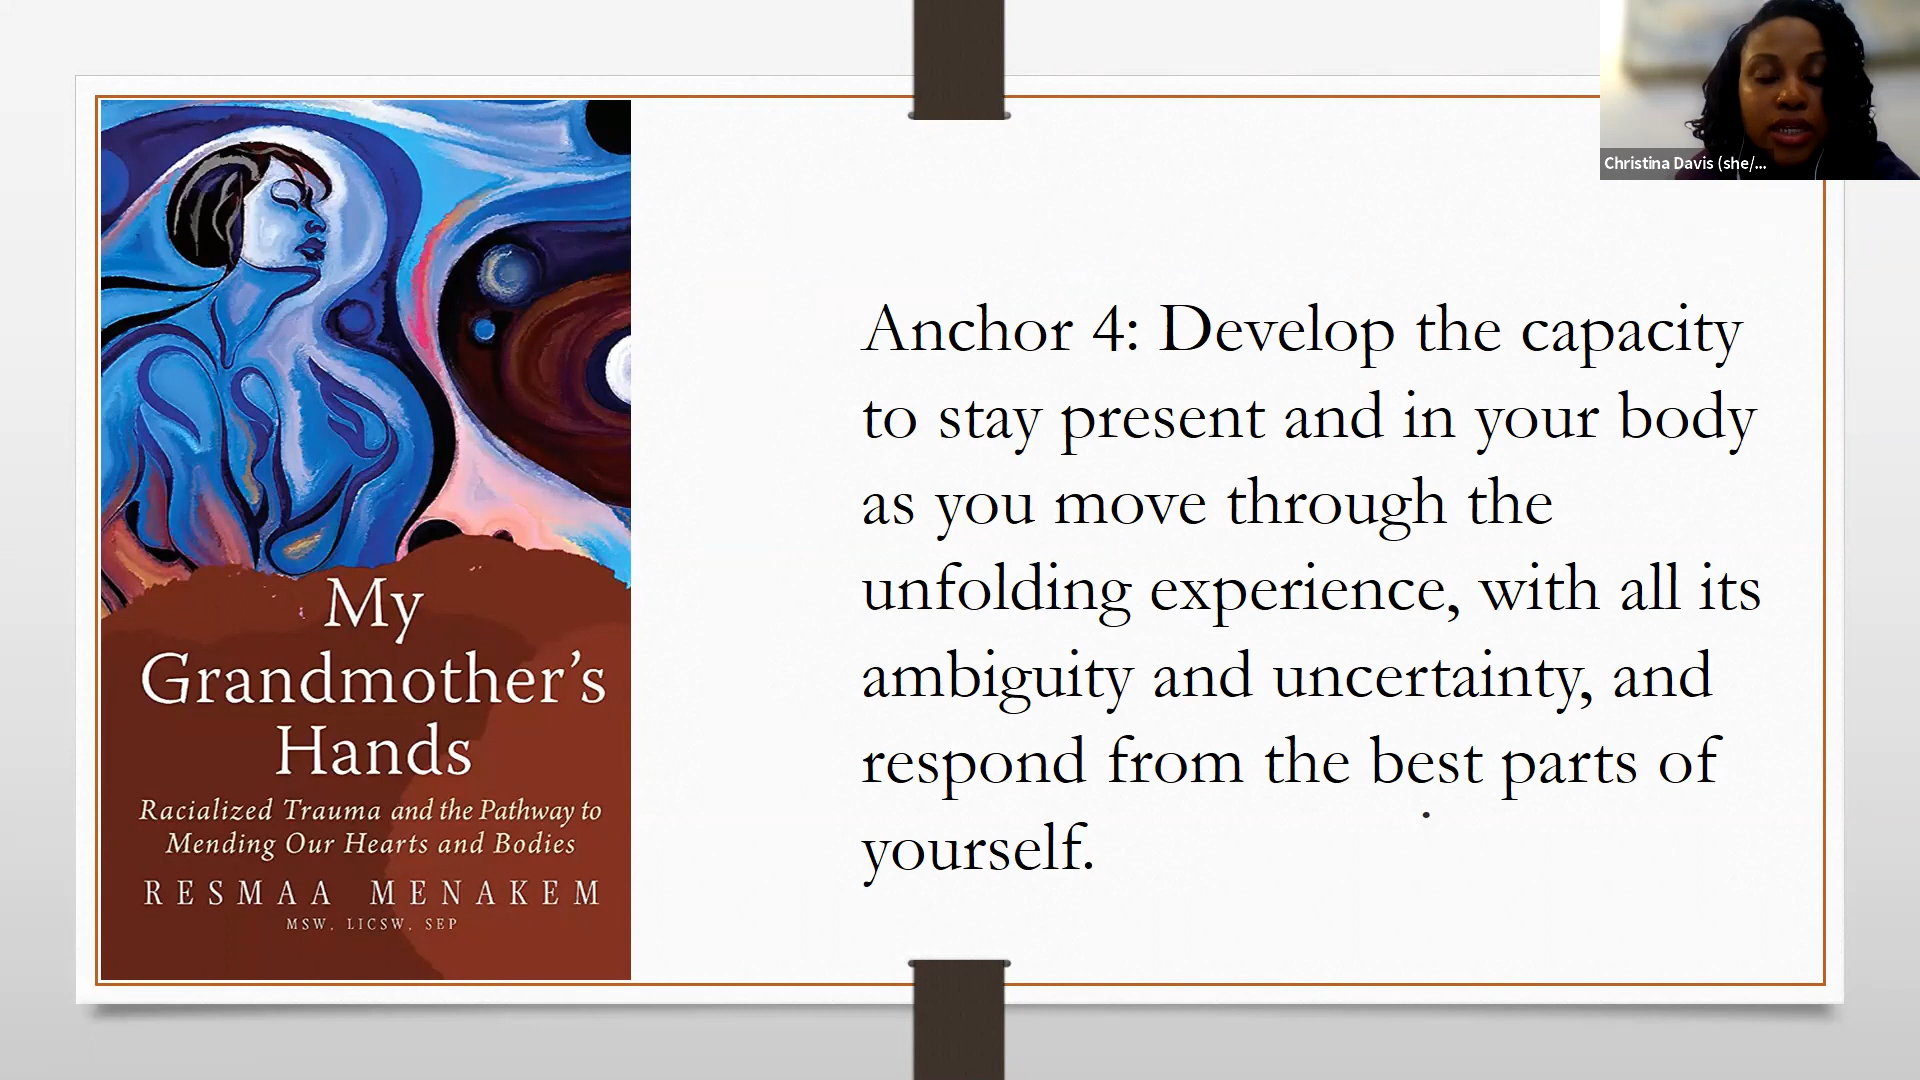 Christina Davis (she/...
My
Grandmother’s
Hands
Racialized Trauma and the Pathway to
Mending Our Hearts and Bodies
RESMAA MENAKEM
MSW, LICSW, SEP
Anchor 4: Develop the capacity
to stay present and in your body
as you move through the
unfolding experience, with all its
ambiguity and uncertainty, and
respond from the best parts of
yourself.